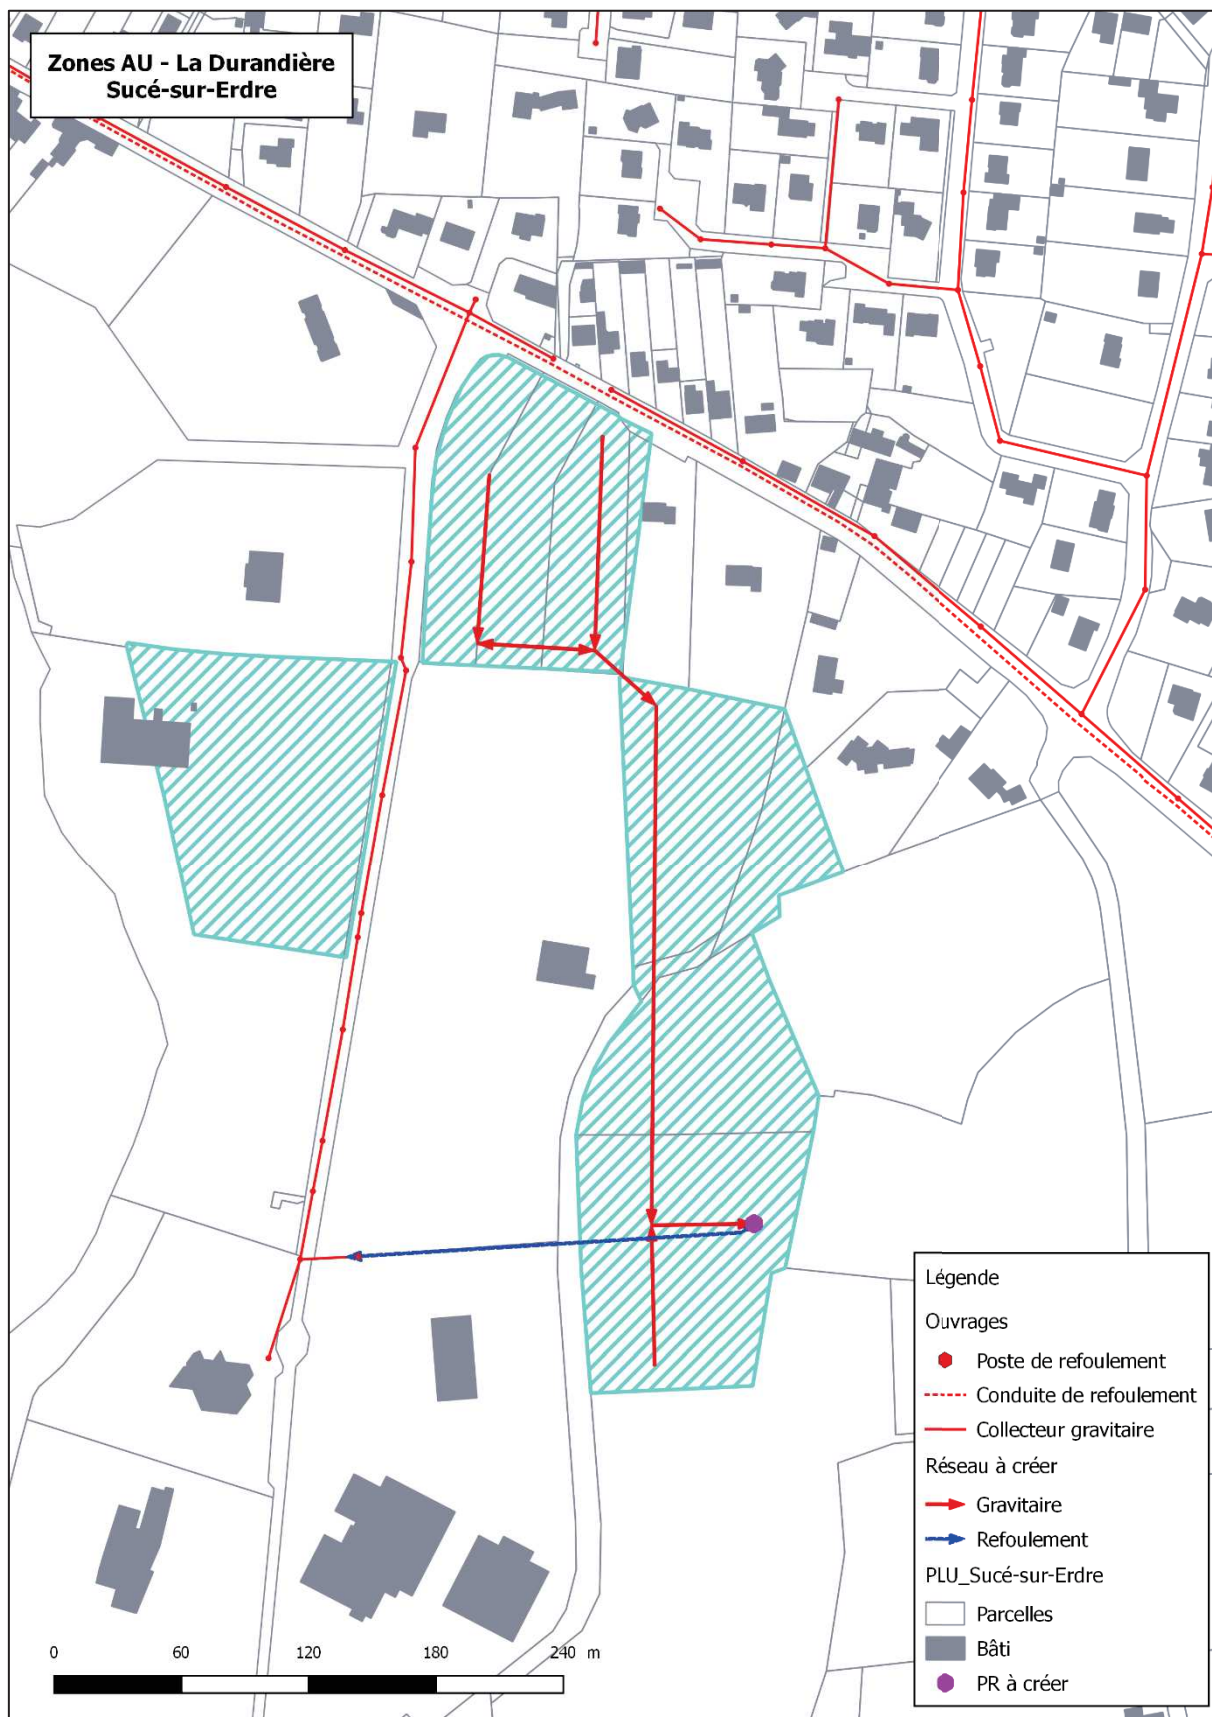 Zones AU - La Durandière
Sucé-sur-Erdre
Légende
Ouvrages
Poste de refoulement
Conduite de refoulement
Collecteur gravitaire
Réseau à créer
Gravitaire
Refoulement
PLU_Sucé-sur-Erdre
Parcelles
Bâti
PR à créer
0 60 120 180 240 m